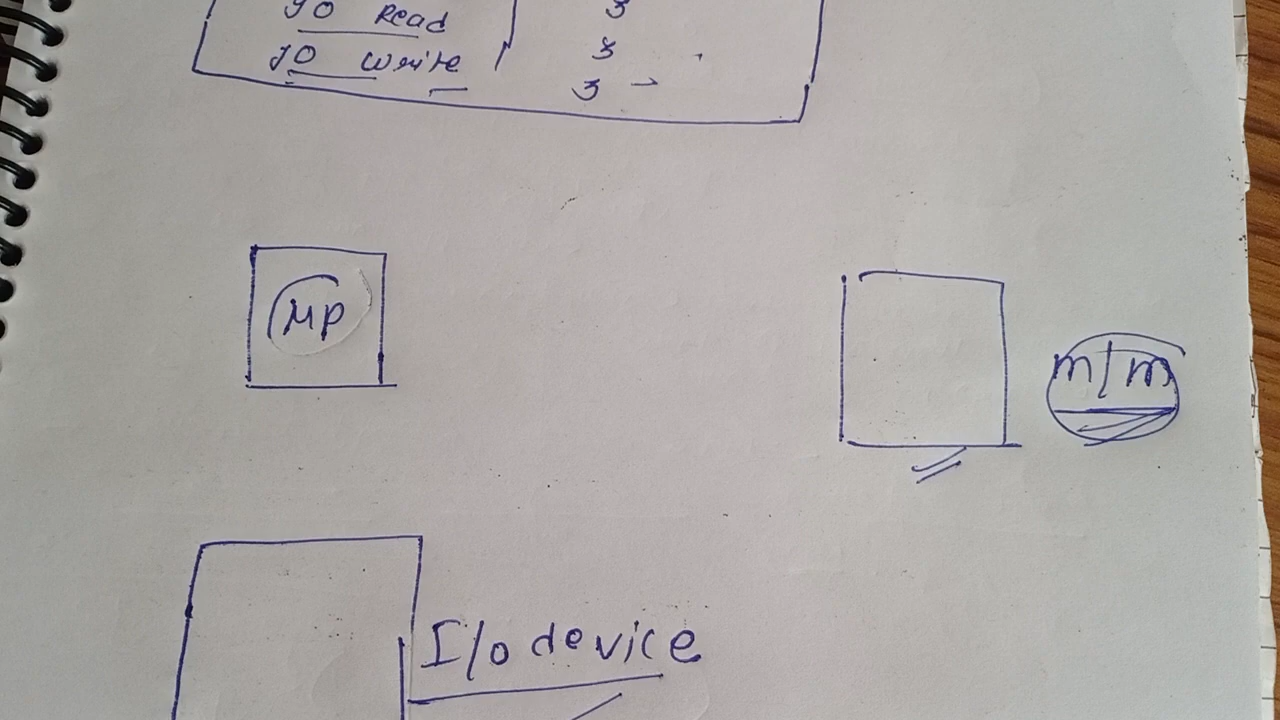 IO Read 3
IO write 3
3 -
μp
m/m
I/o device